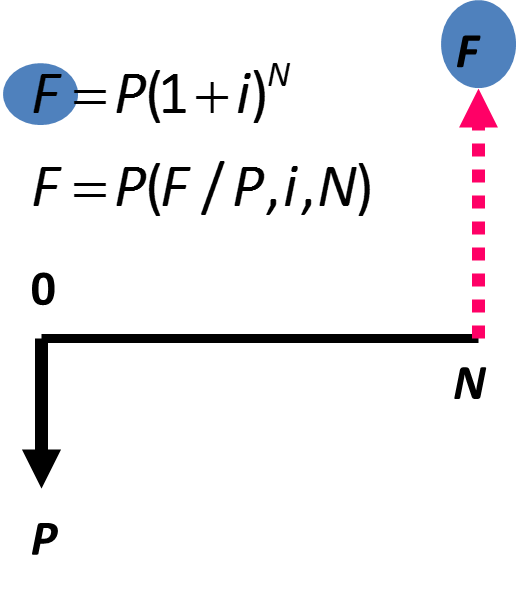 F
F=P(1+i)^N
F=P(F/P,i,N)
0
N
P